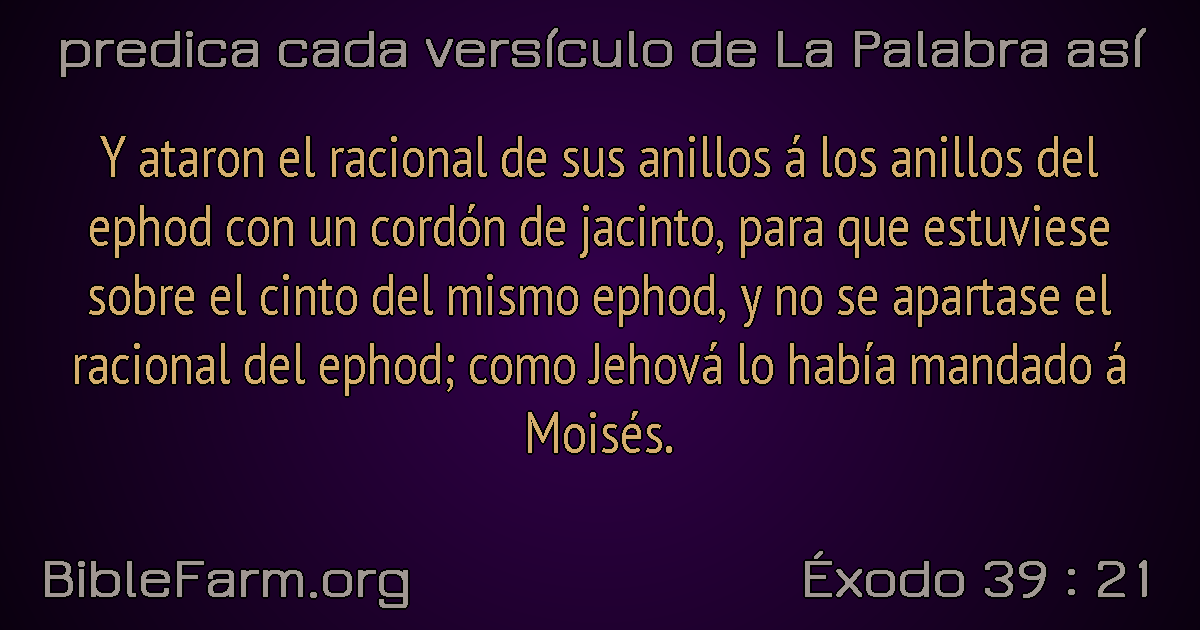 predica cada versículo de La Palabra así
Y ataron el racional de sus anillos á los anillos del
ephod con un cordón de jacinto, para que estuviese
sobre el cinto del mismo ephod, y no se apartase el
racional del ephod; como Jehová lo había mandado á
Moisés.
BibleFarm.org
Éxodo 39 : 21